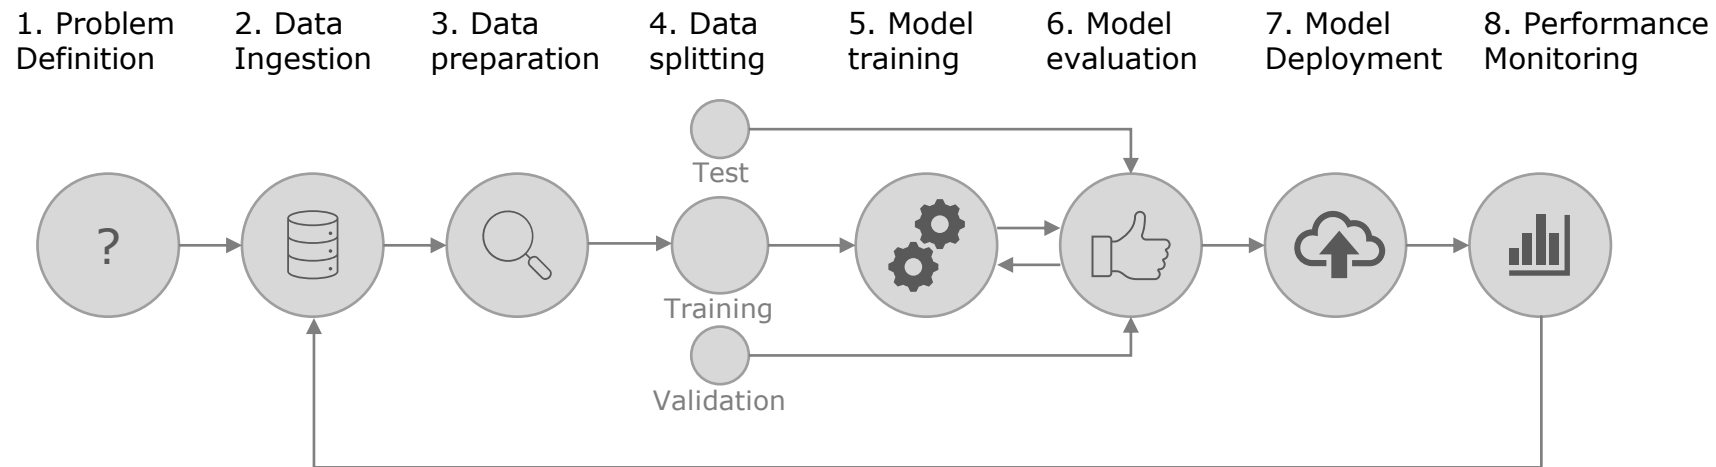 1. Problem
Definition
2. Data
Ingestion
3. Data
preparation
4. Data
splitting
5. Model
training
6. Model
evaluation
7. Model
Deployment
8. Performance
Monitoring
Test
?
Training
Validation